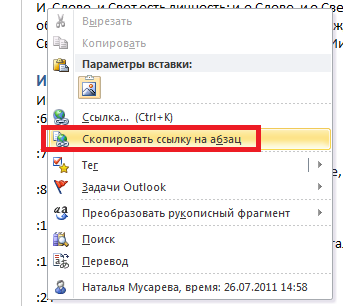 Вырезать
Копировать
Параметры вставки:
Ссылка... (Ctrl+К)
Скопировать ссылку на абзац
Тег
Задачи Outlook
Преобразовать рукописный фрагмент
Поиск
Перевод
Наталья Мусарева, время: 26.07.2011 14:58